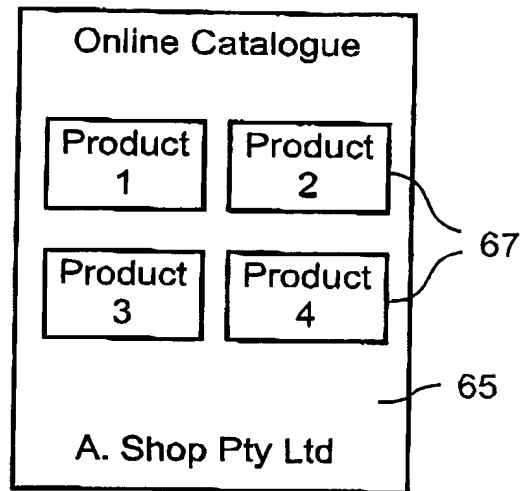 Online Catalogue
Product
1
Product
2
67
Product
3
Product
4
65
A. Shop Pty Ltd